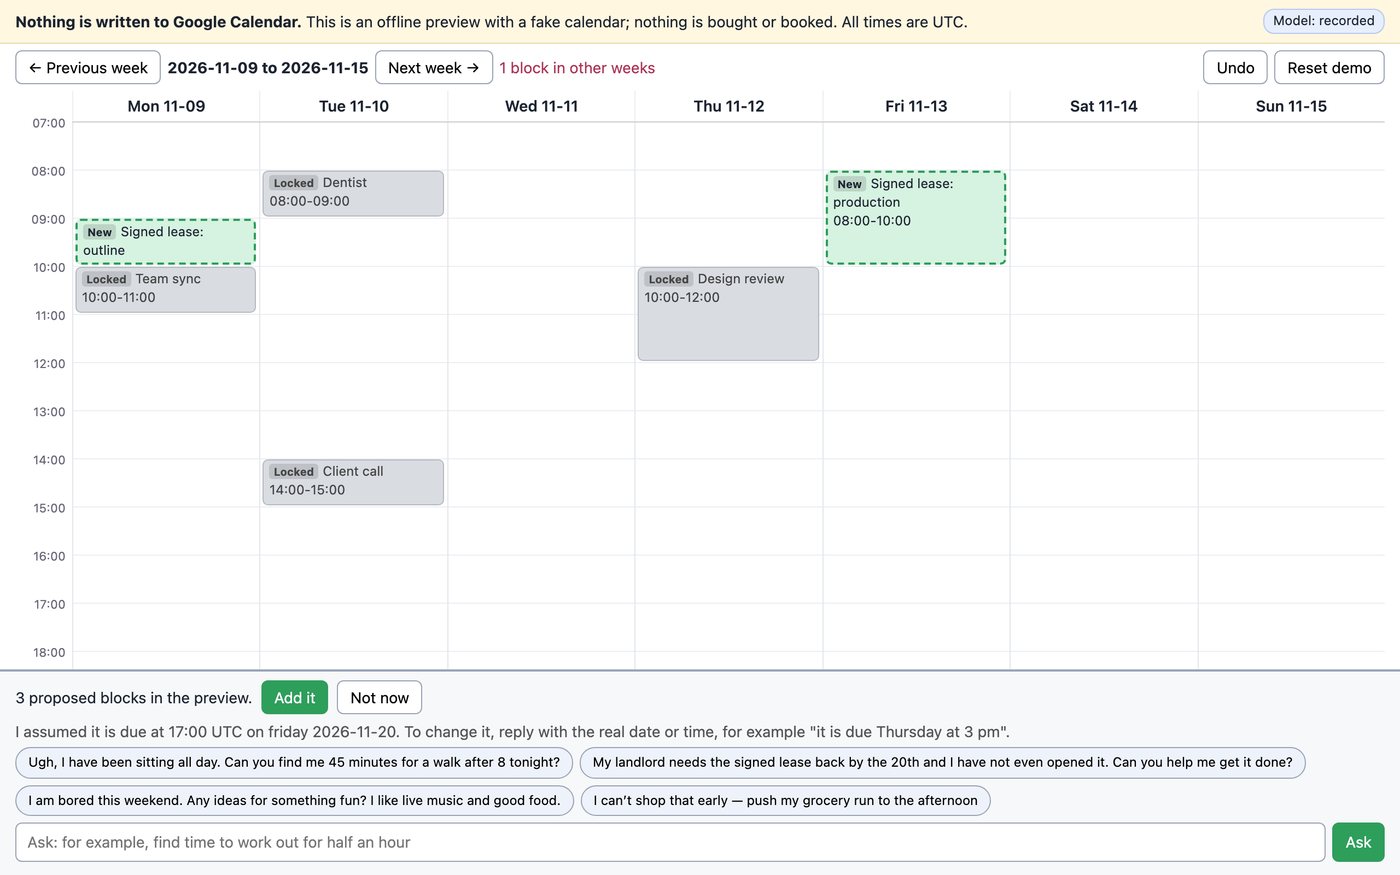 Nothing is written to Google Calendar. This is an offline preview with a fake calendar; nothing is bought or booked. All times are UTC.
Model: recorded
← Previous week
2026-11-09 to 2026-11-15
Next week →
1 block in other weeks
Undo
Reset demo
Mon 11-09
Tue 11-10
Wed 11-11
Thu 11-12
Fri 11-13
Sat 11-14
Sun 11-15
07:00
08:00
Locked Dentist
08:00-09:00
New Signed lease:
production
08:00-10:00
09:00
New Signed lease:
outline
10:00
Locked Team sync
10:00-11:00
Locked Design review
10:00-12:00
11:00
12:00
13:00
14:00
Locked Client call
14:00-15:00
15:00
16:00
17:00
18:00
3 proposed blocks in the preview.
Add it
Not now
I assumed it is due at 17:00 UTC on friday 2026-11-20. To change it, reply with the real date or time, for example "it is due Thursday at 3 pm".
Ugh, I have been sitting all day. Can you find me 45 minutes for a walk after 8 tonight?
My landlord needs the signed lease back by the 20th and I have not even opened it. Can you help me get it done?
I am bored this weekend. Any ideas for something fun? I like live music and good food.
I can’t shop that early — push my grocery run to the afternoon
Ask: for example, find time to work out for half an hour
Ask